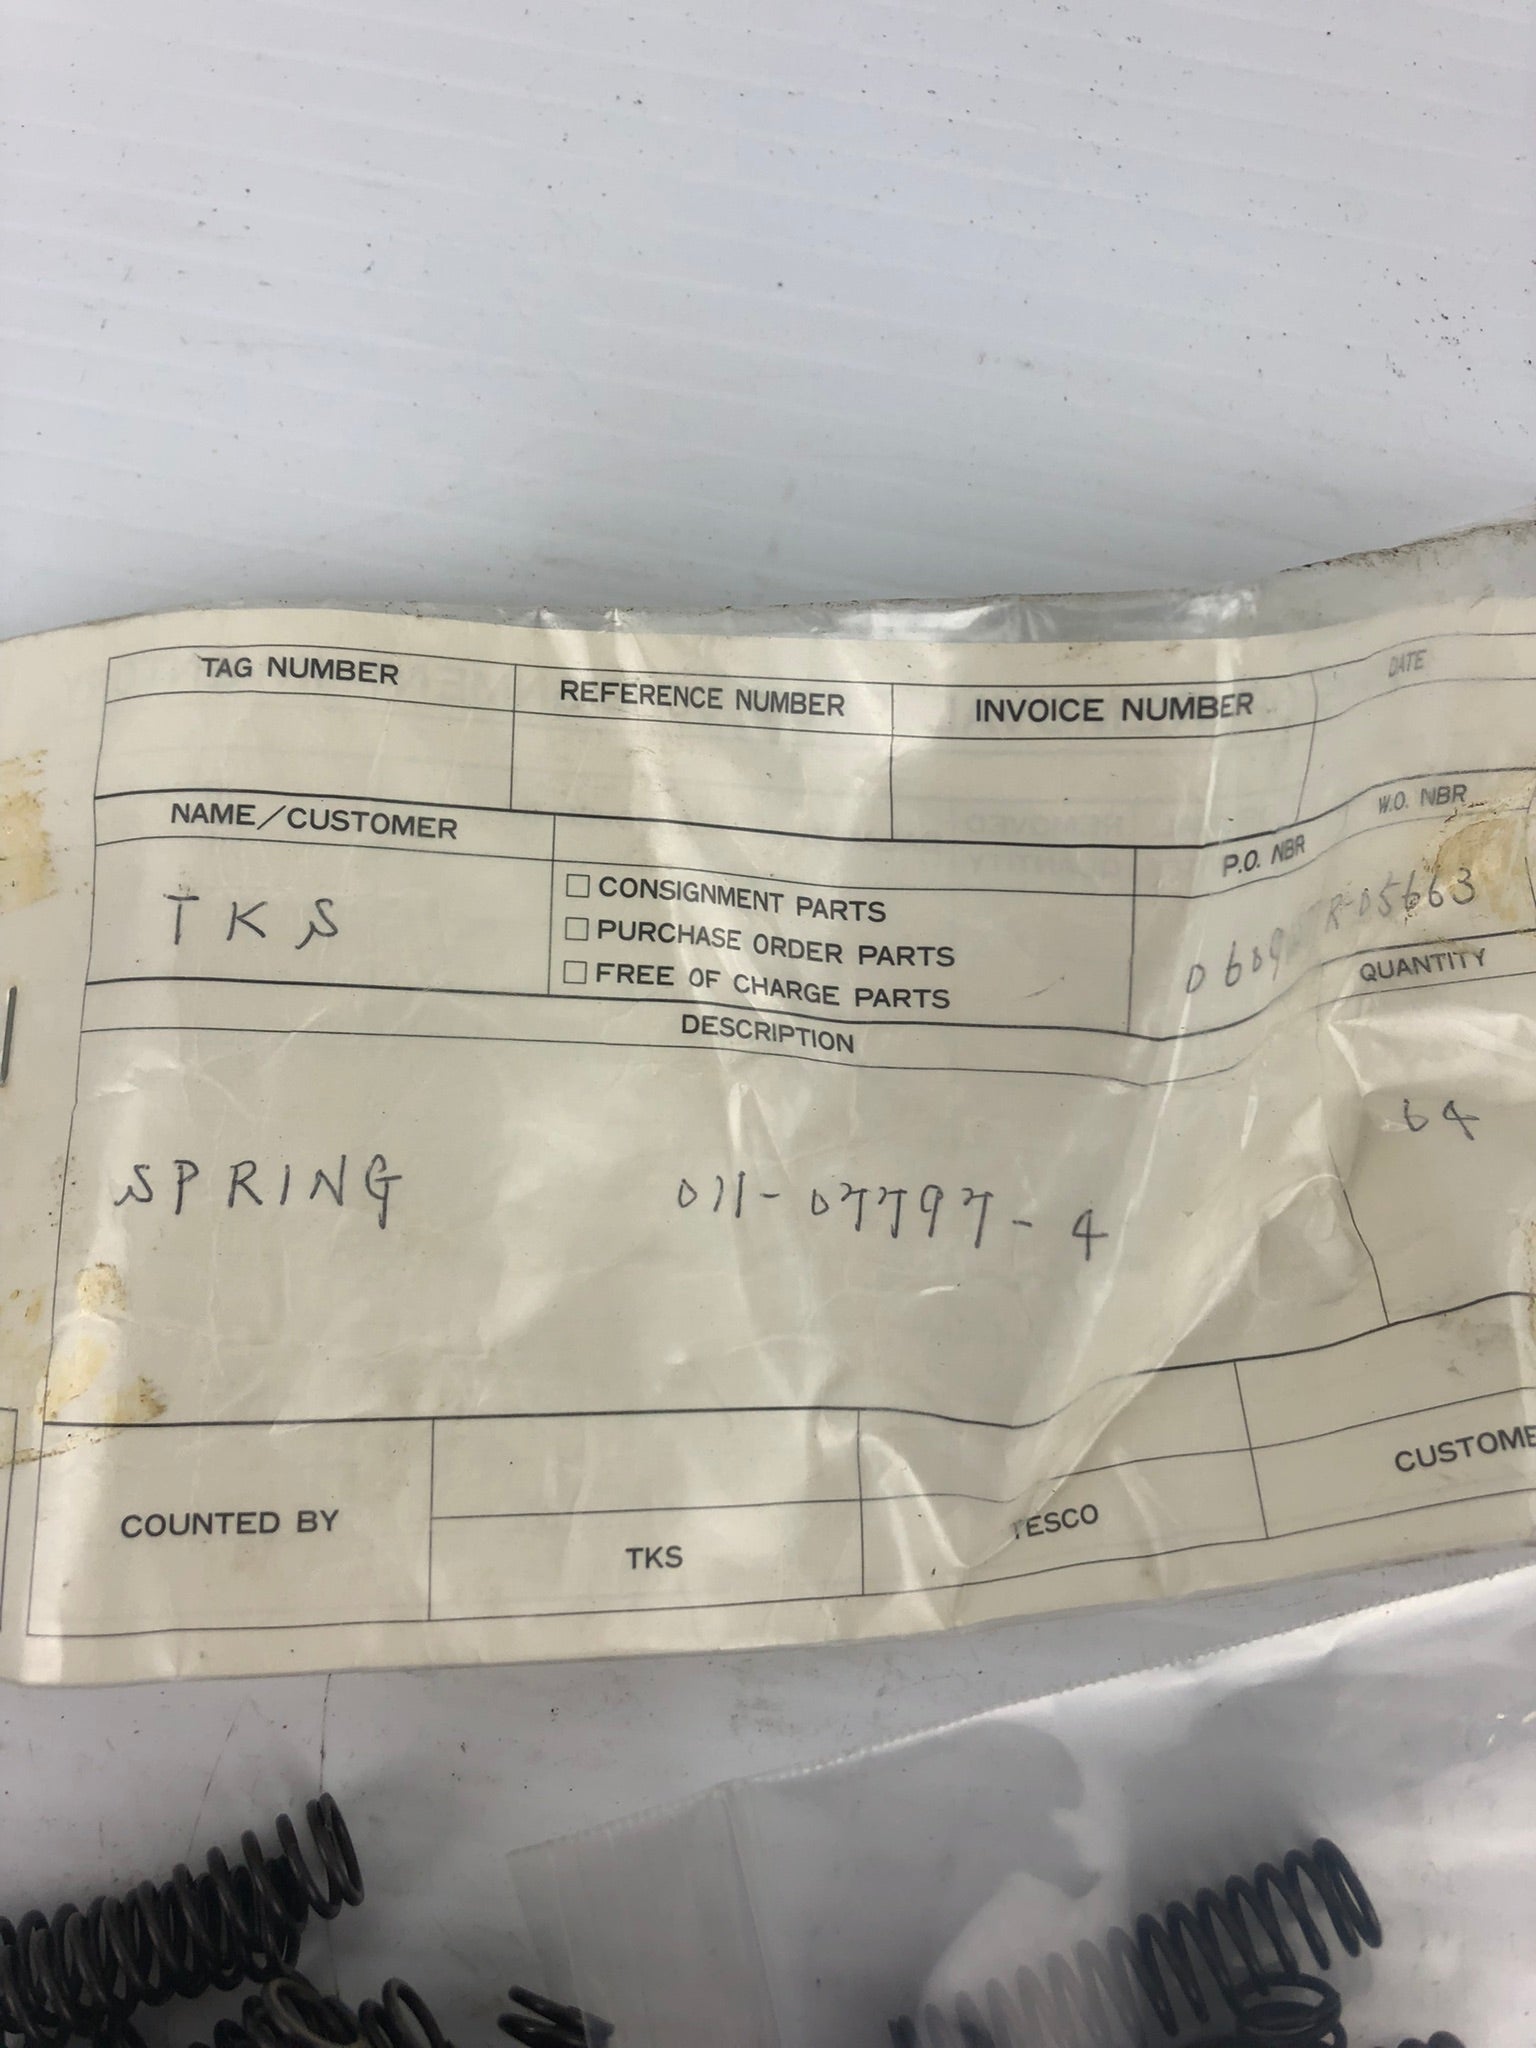 TAG NUMBER REFERENCE NUMBER INVOICE NUMBER DATE
NAME/CUSTOMER P.O. NBR W.O. NBR
TKS
☐ CONSIGNMENT PARTS
☐ PURCHASE ORDER PARTS
☐ FREE OF CHARGE PARTS
DESCRIPTION QUANTITY
SPRING 011-07797-4 64
COUNTED BY TKS TESCO CUSTOME